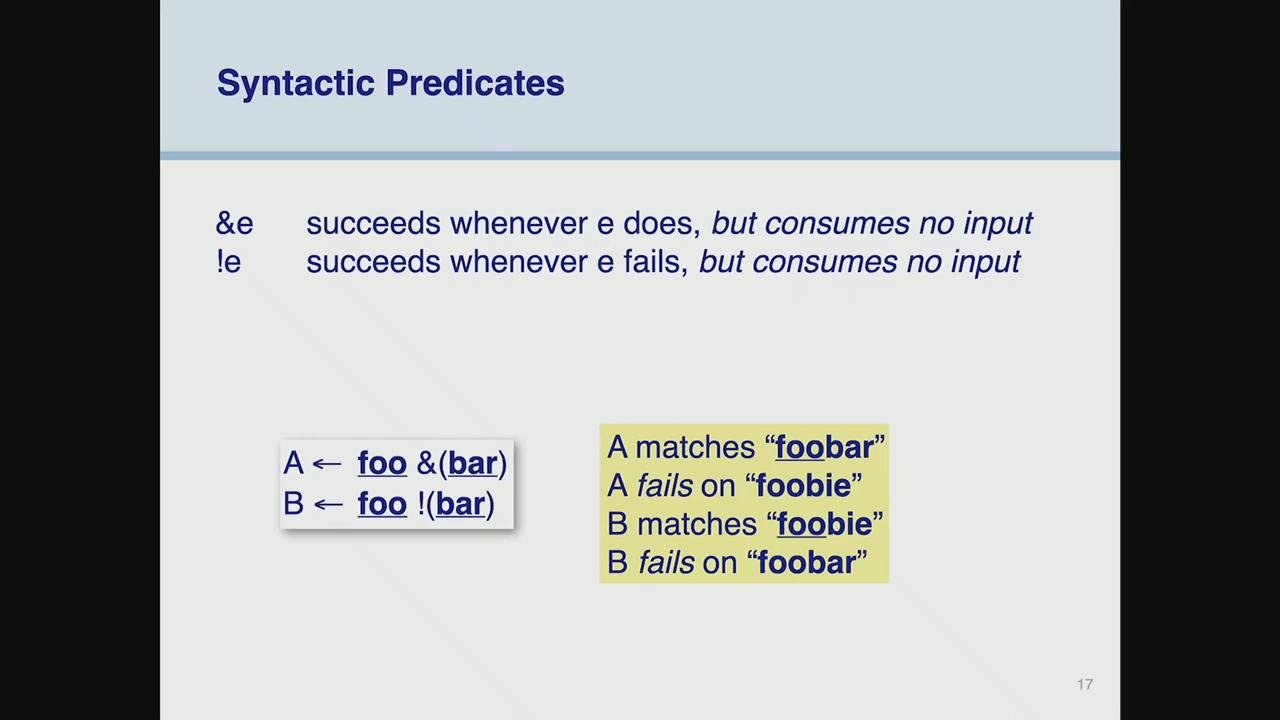 Syntactic Predicates
&e succeeds whenever e does, but consumes no input
!e succeeds whenever e fails, but consumes no input
A ← foo &(bar)
B ← foo !(bar)
A matches “foobar”
A fails on “foobie”
B matches “foobie”
B fails on “foobar”
17